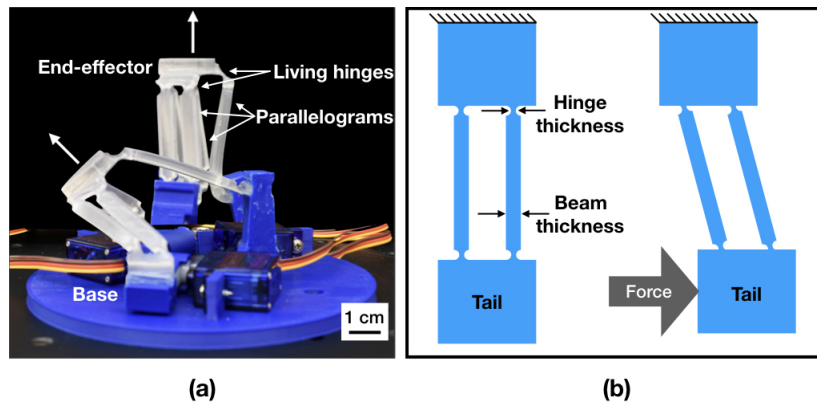 End-effector
Living hinges
Parallelograms
Base
1 cm
(a)
Hinge
thickness
Beam
thickness
Force
Tail
Tail
(b)